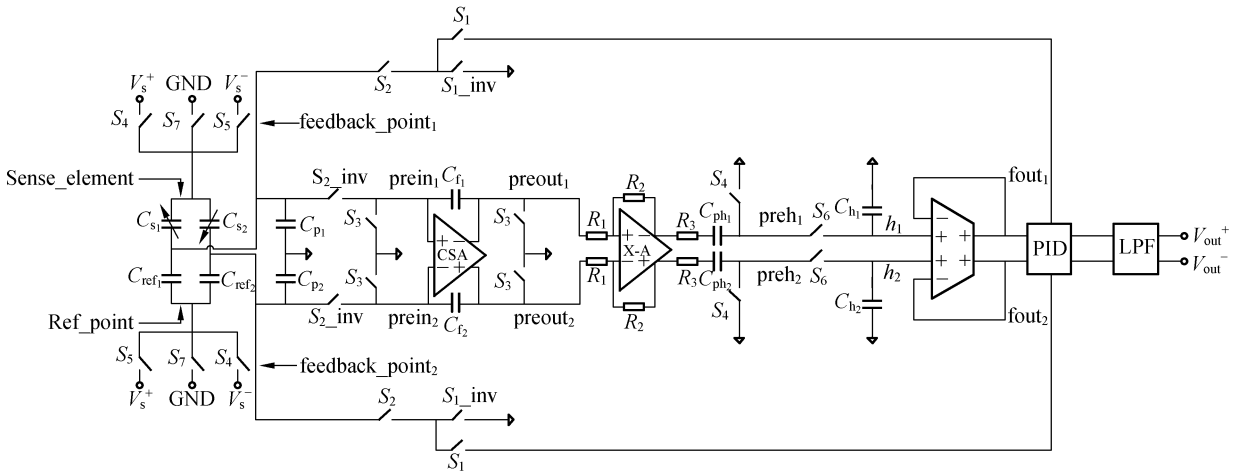 S₁
S₂
S₁_inv
Vs⁺ GND Vs⁻
S₄ S₇ S₅
feedback_point₁
Sense_element
Cs₁ Cs₂
S₂_inv
prein₁
Cf₁
preout₁
Cp₁
S₃
S₃
R₂
R₁
+ −
X-A
R₃
Cph₁
S₄
preh₁
S₆
Ch₁
h₁
fout₁
−
+ +
+ −
CSA
− +
PID
LPF
Vout⁺
Vout⁻
Cref₁ Cref₂
Cp₂
S₃
S₃
R₁
− +
R₃
Cph₂
preh₂
S₆
h₂
+ +
−
Ref_point
S₂_inv
prein₂
Cf₂
preout₂
R₂
S₄
Ch₂
fout₂
S₅ S₇ S₄
feedback_point₂
Vs⁺ GND Vs⁻
S₂
S₁_inv
S₁